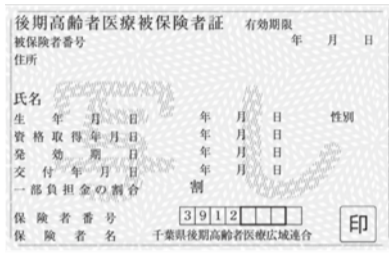 後期高齢者医療被保険者証 有効期限
被保険者番号 年 月 日
住所
氏名
生年月日 年 月 日 性別
資格取得年月日 年 月 日
発効期日 年 月 日
交付年月日 年 月 日
一部負担金の割合 割
保険者番号 3912
保険者名 千葉県後期高齢者医療広域連合
印